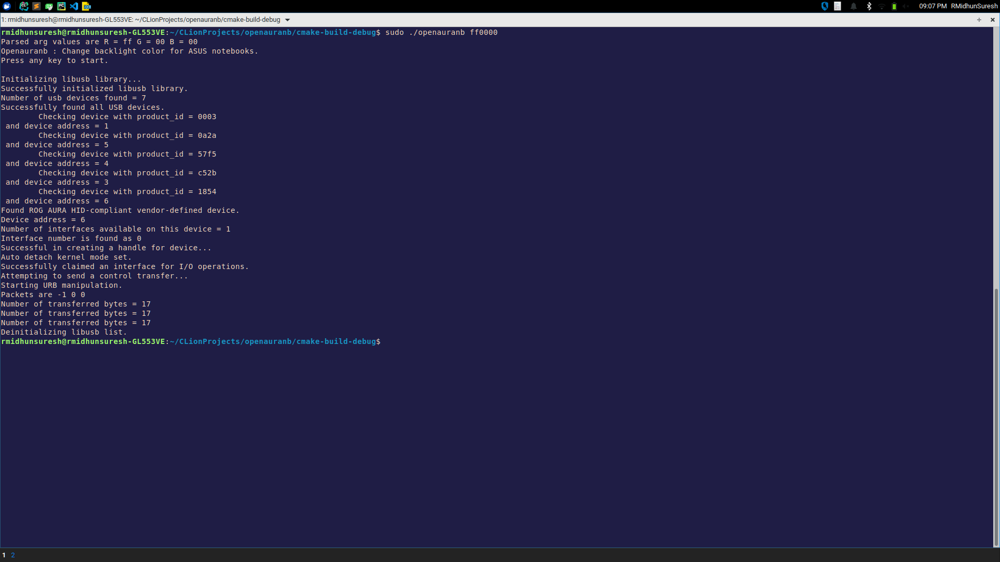 09:07 PM RMidhunSuresh
1: rmidhunsuresh@rmidhunsuresh-GL553VE: ~/CLionProjects/openauranb/cmake-build-debug
rmidhunsuresh@rmidhunsuresh-GL553VE:~/CLionProjects/openauranb/cmake-build-debug$ sudo ./openauranb ff0000
Parsed arg values are R = ff G = 00 B = 00
Openauranb : Change backlight color for ASUS notebooks.
Press any key to start.
Initializing libusb library...
Successfully initialized libusb library.
Number of usb devices found = 7
Successfully found all USB devices.
Checking device with product_id = 0003
and device address = 1
Checking device with product_id = 0a2a
and device address = 5
Checking device with product_id = 57f5
and device address = 4
Checking device with product_id = c52b
and device address = 3
Checking device with product_id = 1854
and device address = 6
Found ROG AURA HID-compliant vendor-defined device.
Device address = 6
Number of interfaces available on this device = 1
Interface number is found as 0
Successful in creating a handle for device...
Auto detach kernel mode set.
Successfully claimed an interface for I/O operations.
Attempting to send a control transfer...
Starting URB manipulation.
Packets are -1 0 0
Number of transferred bytes = 17
Number of transferred bytes = 17
Number of transferred bytes = 17
Deinitializing libusb list.
rmidhunsuresh@rmidhunsuresh-GL553VE:~/CLionProjects/openauranb/cmake-build-debug$
1 2